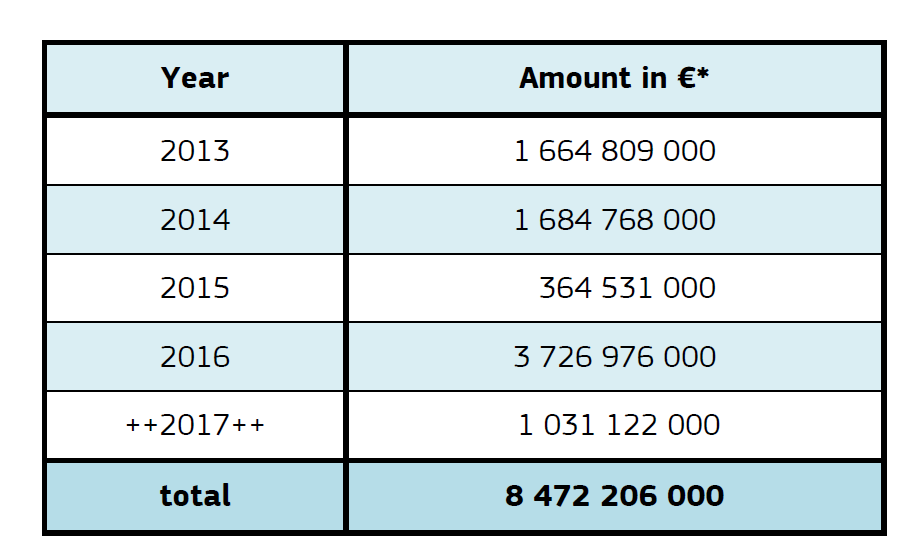 Year Amount in €*
2013 1 664 809 000
2014 1 684 768 000
2015 364 531 000
2016 3 726 976 000
++2017++ 1 031 122 000
total 8 472 206 000